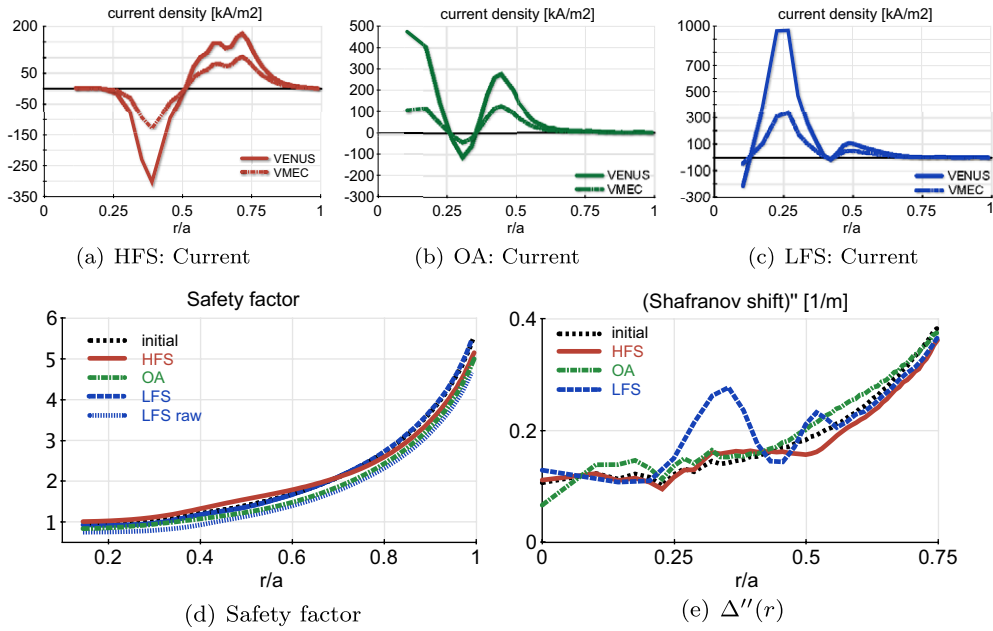 current density [kA/m2]
200
50
-50
-150
-250
-350
0
0.25
0.5
0.75
1
r/a
VENUS
VMEC
(a) HFS: Current
current density [kA/m2]
500
400
300
200
100
0
-100
-300
0
0.25
0.5
0.75
1
r/a
VENUS
VMEC
(b) OA: Current
current density [kA/m2]
1000
900
700
500
300
100
-100
-300
0
0.25
0.5
0.75
1
r/a
VENUS
VMEC
(c) LFS: Current
Safety factor
6
5
4
3
2
1
0.2
0.4
0.6
0.8
1
r/a
initial
HFS
OA
LFS
LFS raw
(d) Safety factor
(Shafranov shift)" [1/m]
0.4
0.2
0
0
0.25
0.5
0.75
r/a
initial
HFS
OA
LFS
(e) Δ″(r)